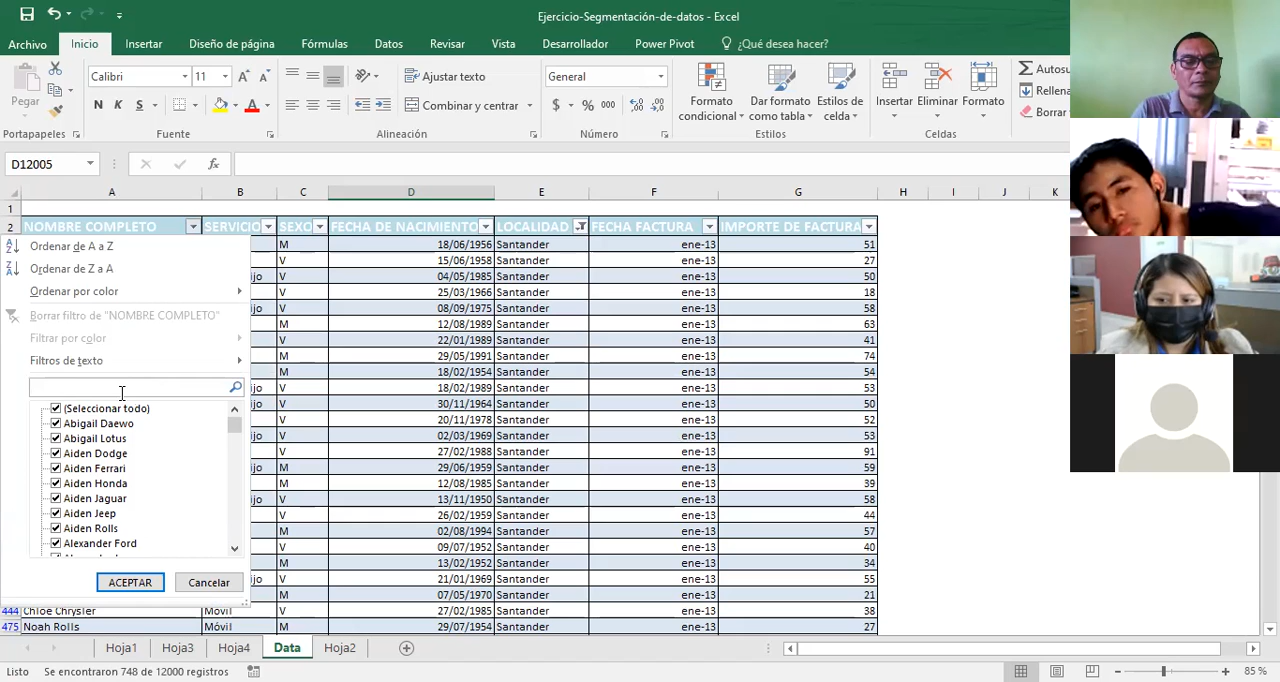 Ejercicio-Segmentación-de-datos - Excel
Archivo Inicio Insertar Diseño de página Fórmulas Datos Revisar Vista Desarrollador Power Pivot ¿Qué desea hacer?
Pegar
Calibri 11
Ajustar texto
General
Formato condicional
Dar formato como tabla
Estilos de celda
Insertar Eliminar Formato
Autosu
Rellena
Borrar
N K S
Combinar y centrar
$ % 000
Portapapeles Fuente Alineación Número Estilos Celdas
D12005 fx
A B C D E F G H I J K
1
2 NOMBRE COMPLETO SERVICIO SEXO FECHA DE NACIMIENTO LOCALIDAD FECHA FACTURA IMPORTE DE FACTURA
M 18/06/1956 Santander ene-13 51
V 15/06/1958 Santander ene-13 27
ijo V 04/05/1985 Santander ene-13 50
V 25/03/1966 Santander ene-13 18
ijo V 08/09/1975 Santander ene-13 58
M 12/08/1989 Santander ene-13 63
V 22/01/1989 Santander ene-13 41
M 29/05/1991 Santander ene-13 74
M 18/02/1954 Santander ene-13 54
ijo V 18/02/1989 Santander ene-13 53
ijo V 30/11/1964 Santander ene-13 50
V 20/11/1978 Santander ene-13 52
ijo V 02/03/1969 Santander ene-13 53
V 27/02/1988 Santander ene-13 91
ijo M 29/06/1959 Santander ene-13 59
M 12/08/1985 Santander ene-13 39
ijo V 13/11/1950 Santander ene-13 58
V 26/02/1959 Santander ene-13 44
M 02/08/1994 Santander ene-13 57
V 09/07/1952 Santander ene-13 40
M 13/02/1952 Santander ene-13 34
ijo V 21/01/1969 Santander ene-13 55
M 07/05/1970 Santander ene-13 21
444 Chloe Chrysler Móvil V 27/02/1985 Santander ene-13 38
475 Noah Rolls Móvil M 29/07/1954 Santander ene-13 27
Ordenar de A a Z
Ordenar de Z a A
Ordenar por color
Borrar filtro de "NOMBRE COMPLETO"
Filtrar por color
Filtros de texto
(Seleccionar todo)
Abigail Daewo
Abigail Lotus
Aiden Dodge
Aiden Ferrari
Aiden Honda
Aiden Jaguar
Aiden Jeep
Aiden Rolls
Alexander Ford
ACEPTAR Cancelar
Hoja1 Hoja3 Hoja4 Data Hoja2
Listo Se encontraron 748 de 12000 registros 85 %